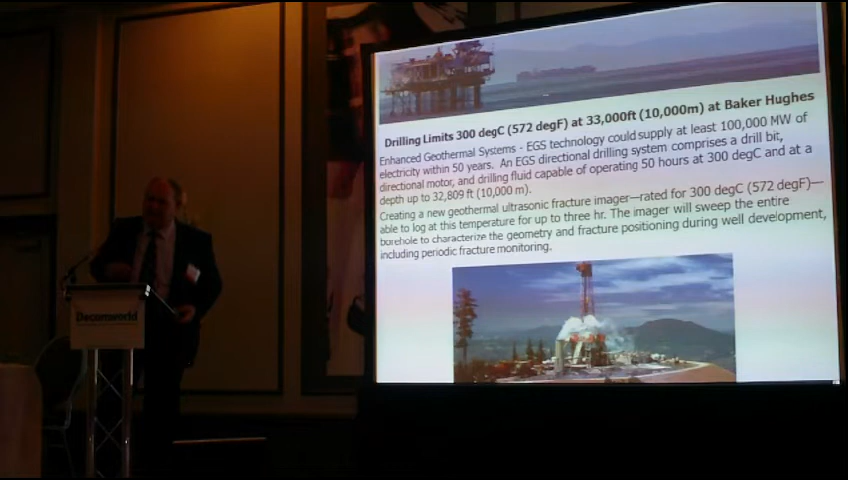 Drilling Limits 300 degC (572 degF) at 33,000ft (10,000m) at Baker Hughes
Enhanced Geothermal Systems - EGS technology could supply at least 100,000 MW of
electricity within 50 years. An EGS directional drilling system comprises a drill bit,
directional motor, and drilling fluid capable of operating 50 hours at 300 degC and at a
depth up to 32,809 ft (10,000 m).
Creating a new geothermal ultrasonic fracture imager—rated for 300 degC (572 degF)—
able to log at this temperature for up to three hr. The imager will sweep the entire
borehole to characterize the geometry and fracture positioning during well development,
including periodic fracture monitoring.
Decomworld